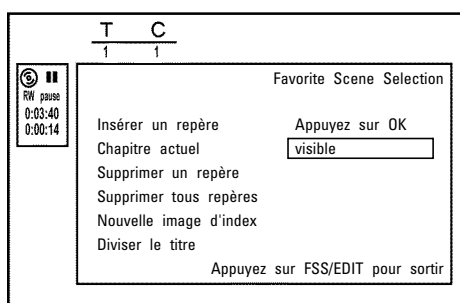 T C
1 1
RW pause
0:03:40
0:00:14
Favorite Scene Selection
Insérer un repère Appuyez sur OK
Chapitre actuel visible
Supprimer un repère
Supprimer tous repères
Nouvelle image d'index
Diviser le titre
Appuyez sur FSS/EDIT pour sortir